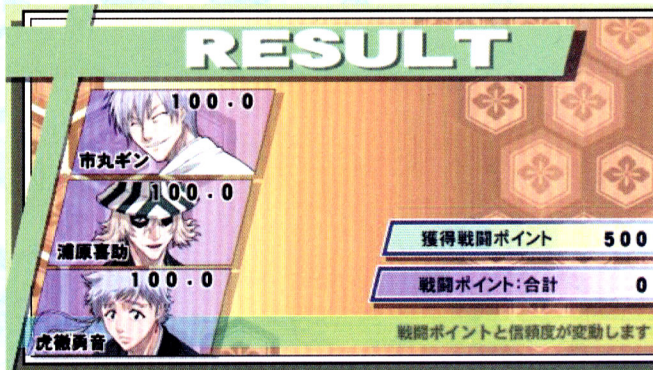 RESULT
100.0
市丸ギン
100.0
浦原喜助
100.0
虎徹勇音
獲得戦闘ポイント 500
戦闘ポイント:合計 0
戦闘ポイントと信頼度が変動します